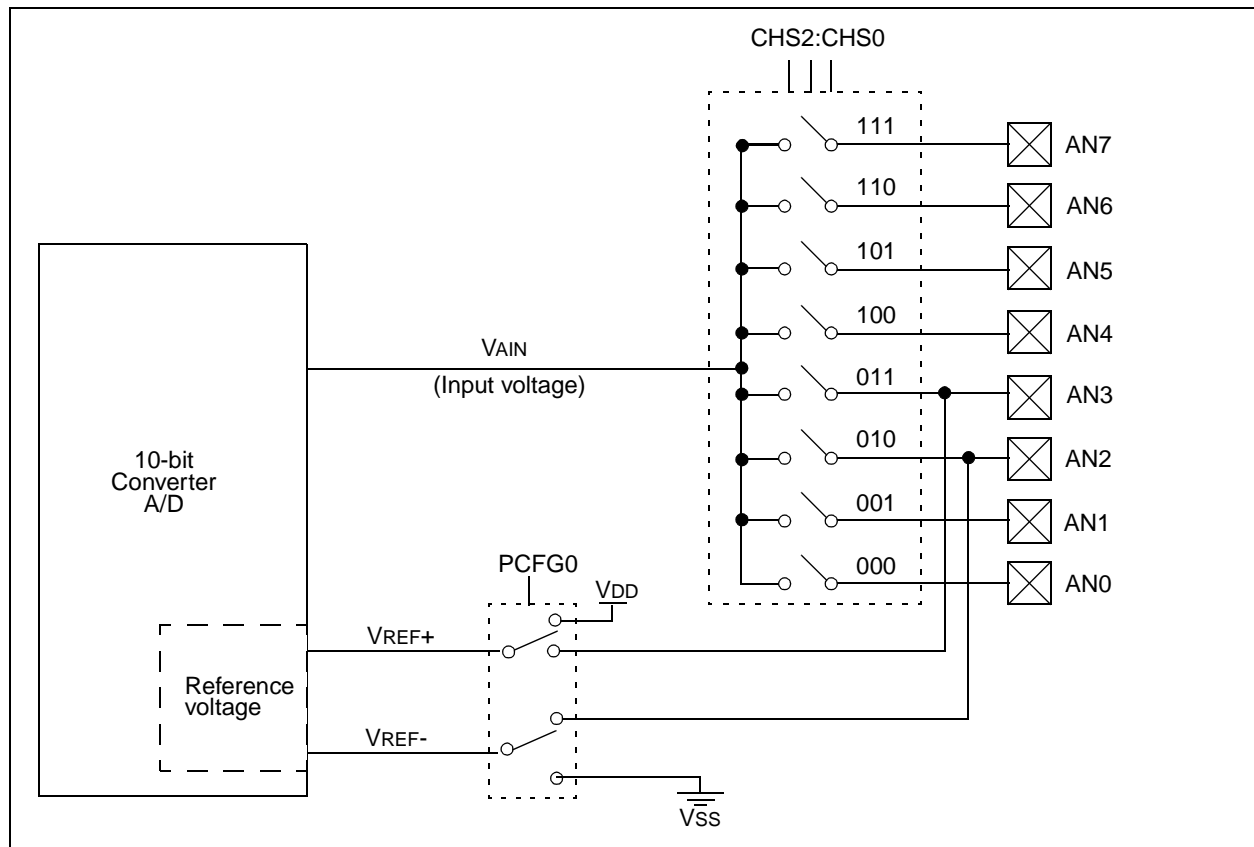 CHS2:CHS0
111
AN7
110
AN6
101
AN5
100
AN4
VAIN
(Input voltage)
011
AN3
010
AN2
10-bit
Converter
A/D
001
AN1
PCFG0
000
AN0
VDD
VREF+
Reference
voltage
VREF-
VSS